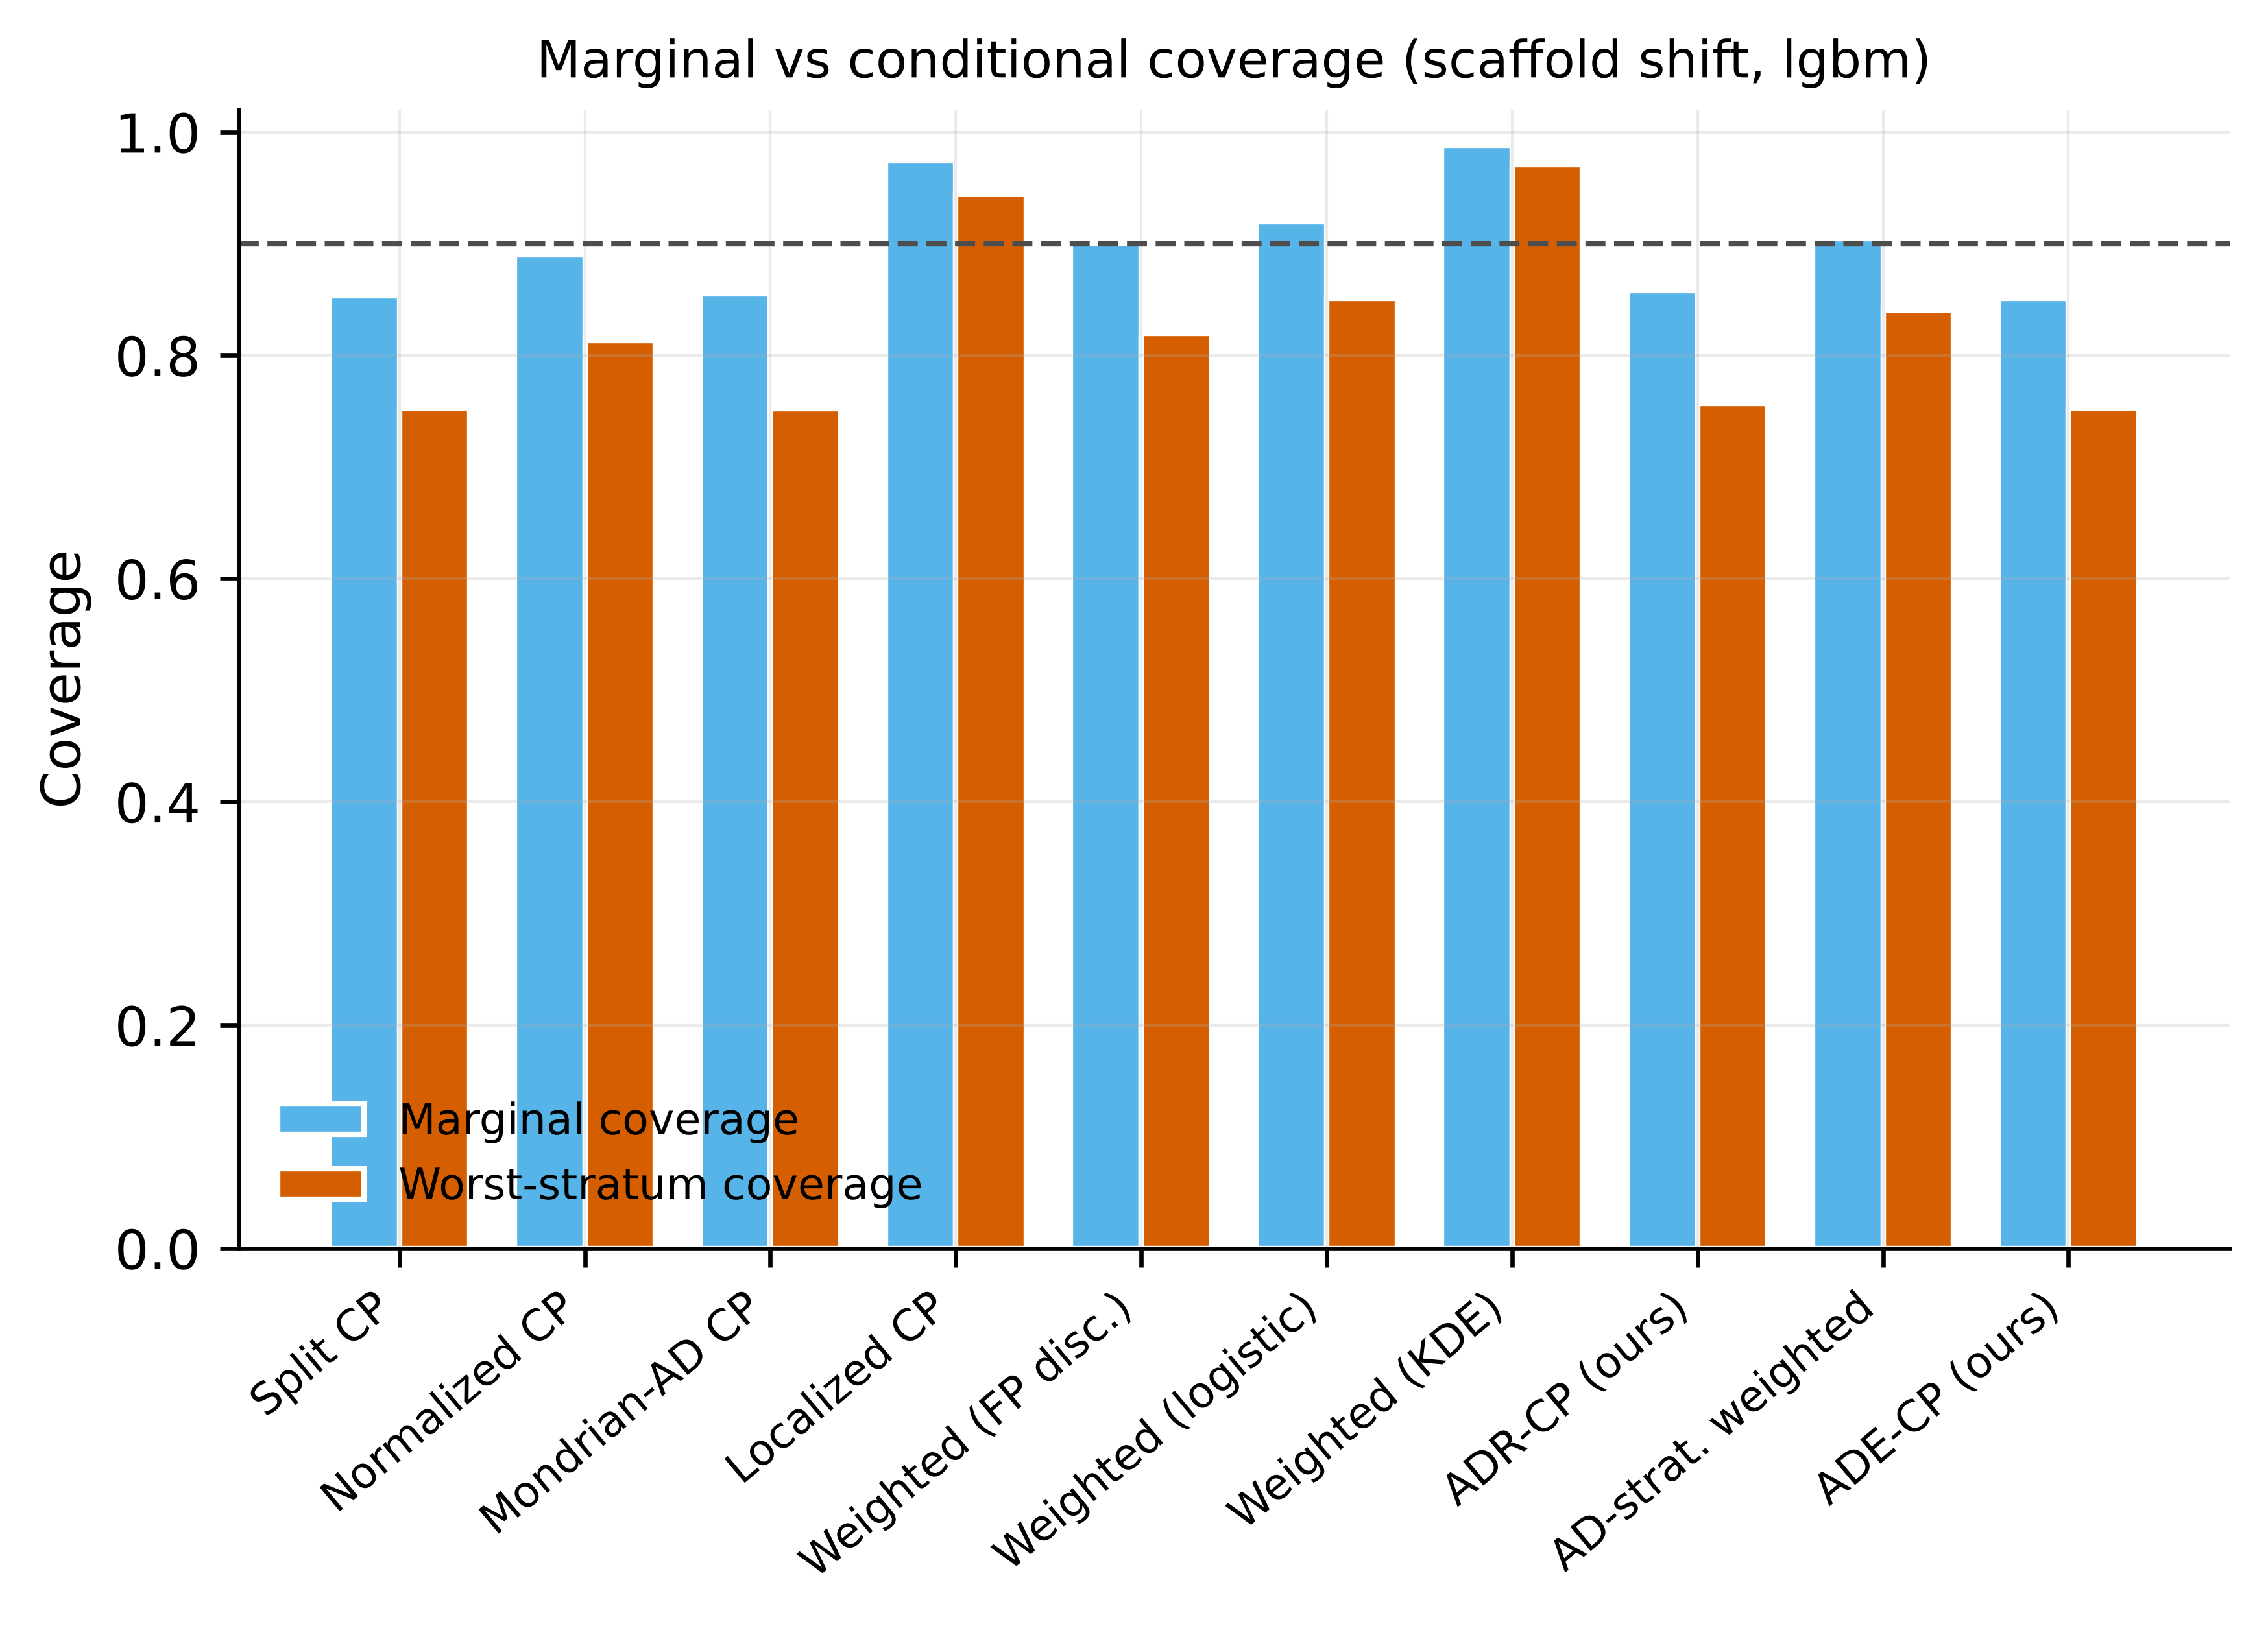 Marginal vs conditional coverage (scaffold shift, lgbm)
1.0
0.8
0.6
0.4
0.2
0.0
Coverage
Marginal coverage
Worst-stratum coverage
Split CP
Normalized CP
Mondrian-AD CP
Localized CP
Weighted (FP disc.)
Weighted (logistic)
Weighted (KDE)
ADR-CP (ours)
AD-strat. weighted
ADE-CP (ours)